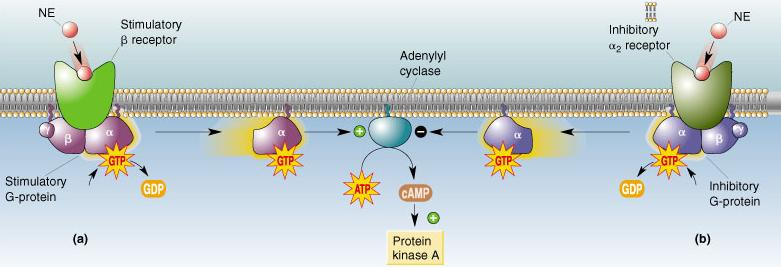 NE
Stimulatory
β receptor
γ
β
α
GTP
GDP
Stimulatory
G-protein
(a)
α
GTP
Adenylyl
cyclase
+
−
ATP
cAMP
+
Protein
kinase A
α
GTP
NE
Inhibitory
α2 receptor
α
β
γ
GTP
GDP
Inhibitory
G-protein
(b)